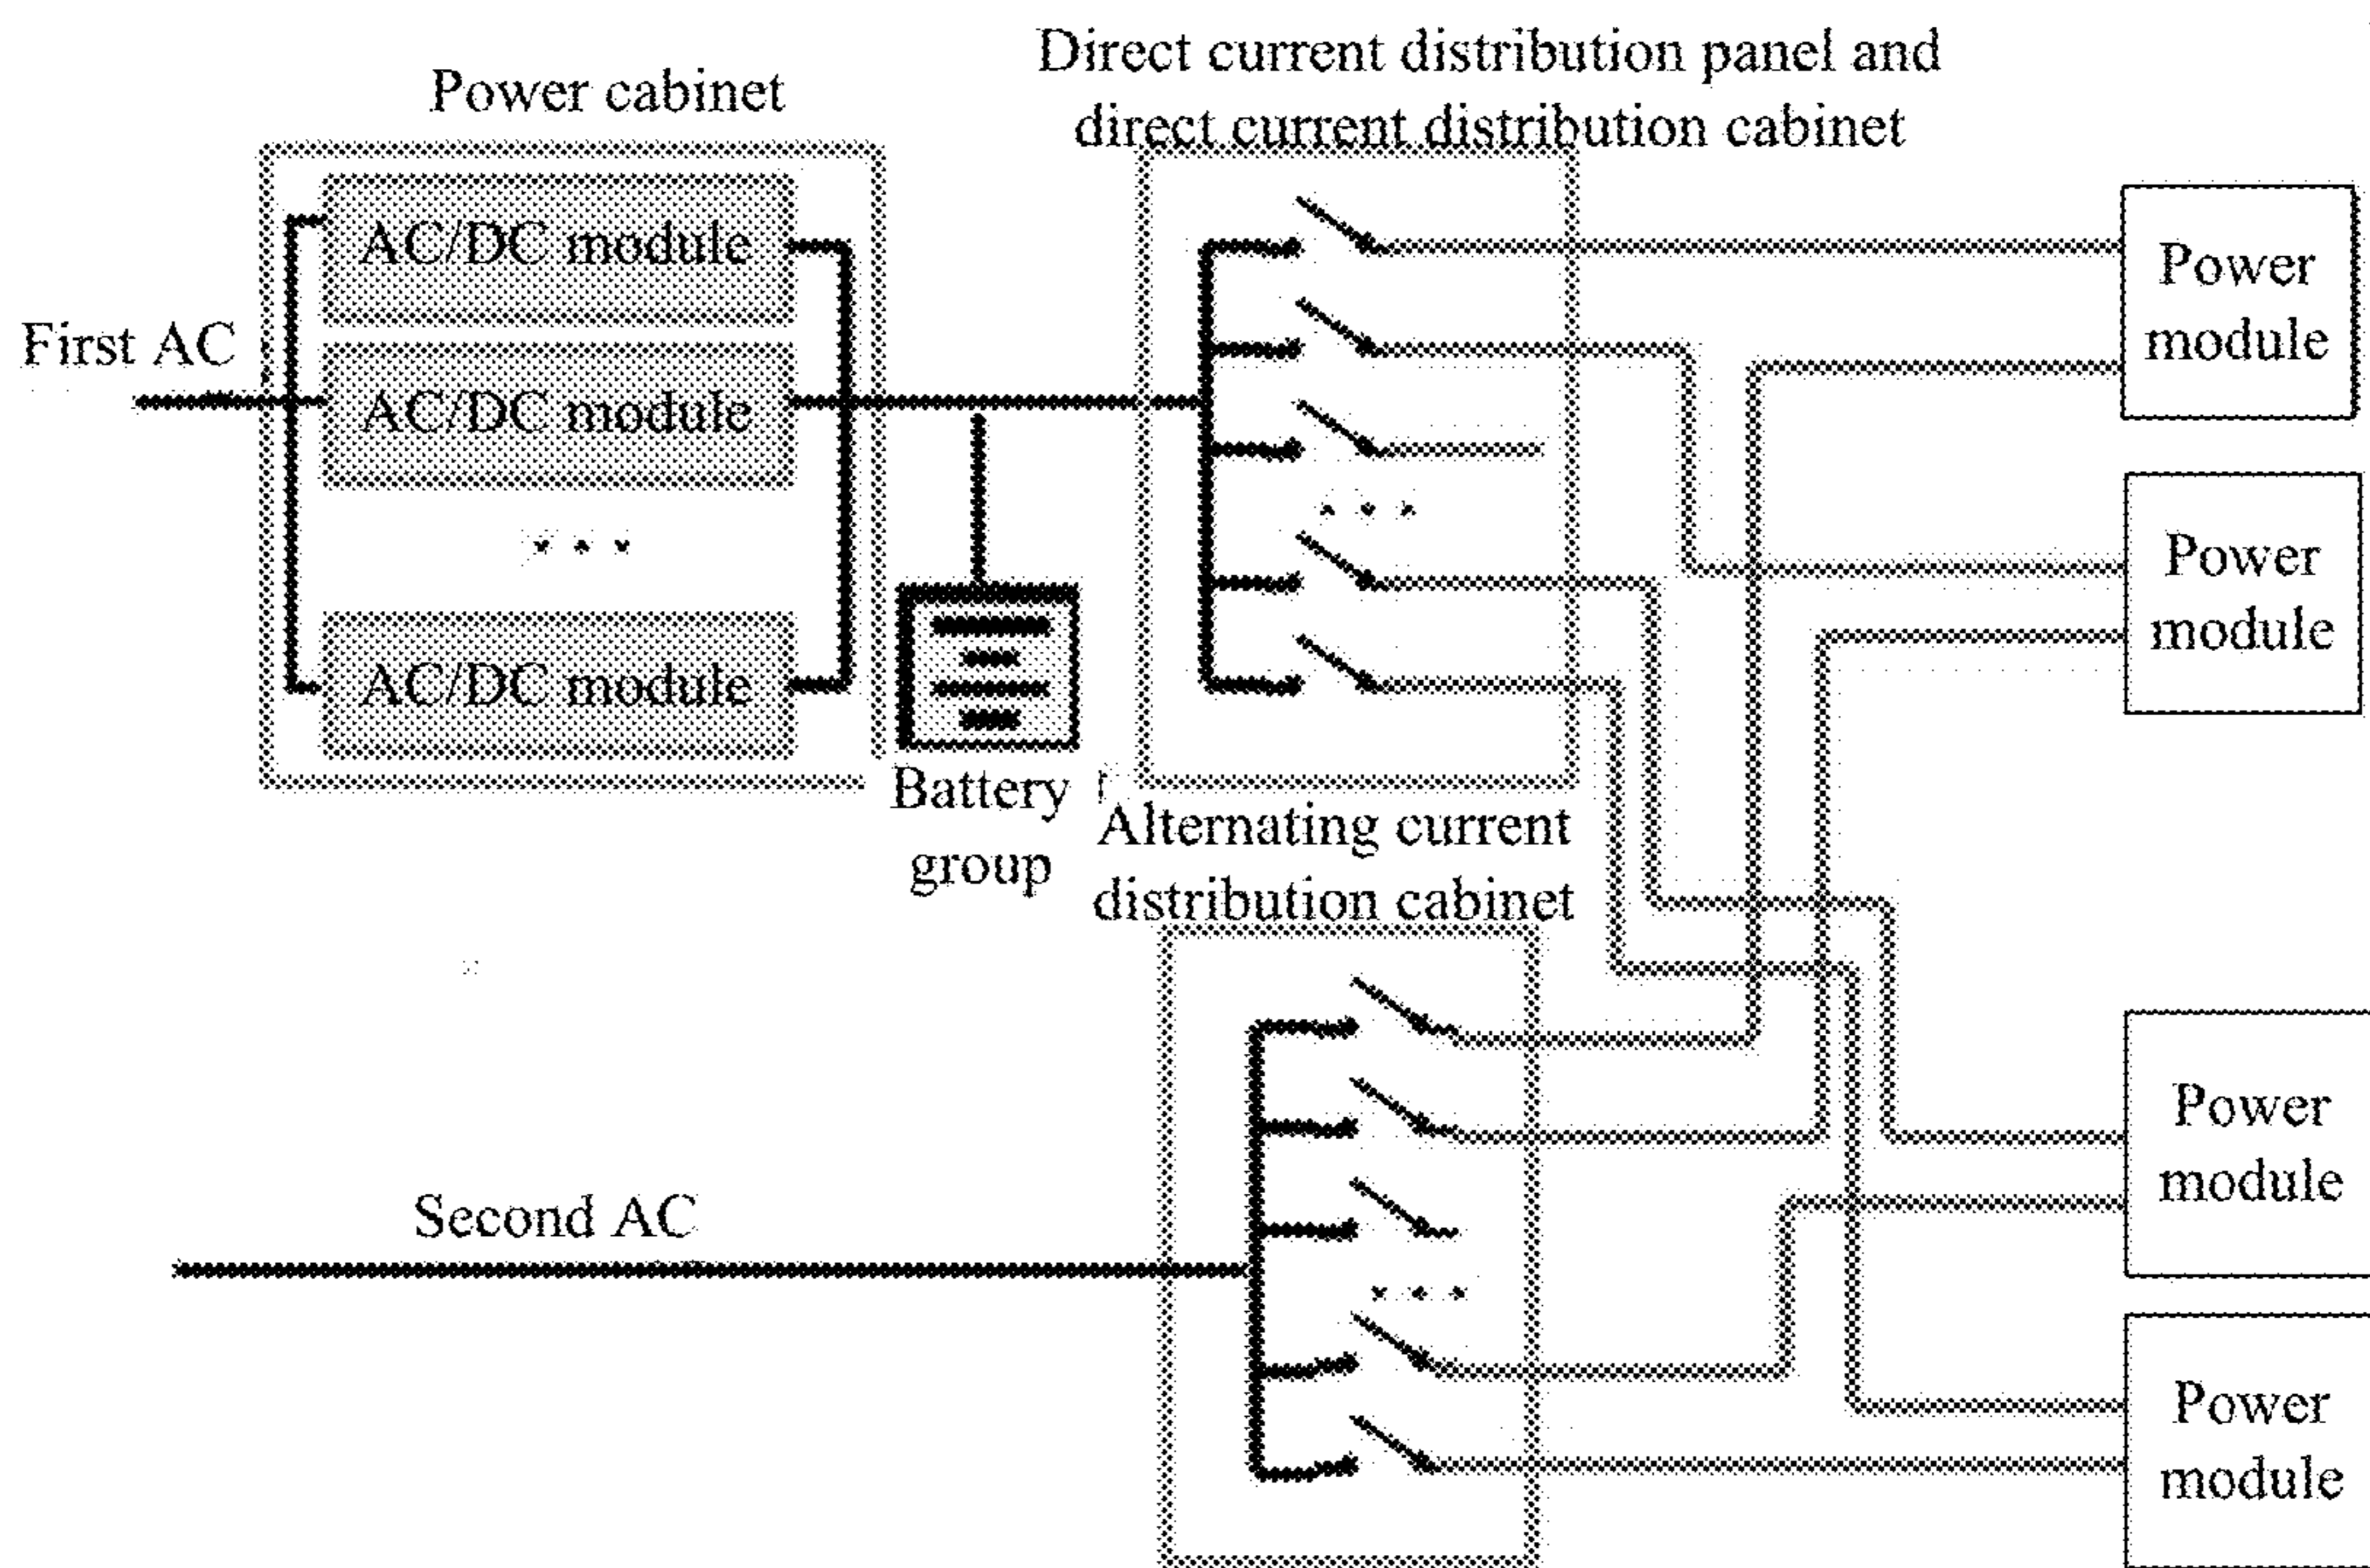 Direct current distribution panel and
direct current distribution cabinet
Power cabinet
AC/DC module
First AC
AC/DC module
AC/DC module
Battery
group
Power
module
Power
module
Alternating current
distribution cabinet
Second AC
Power
module
Power
module